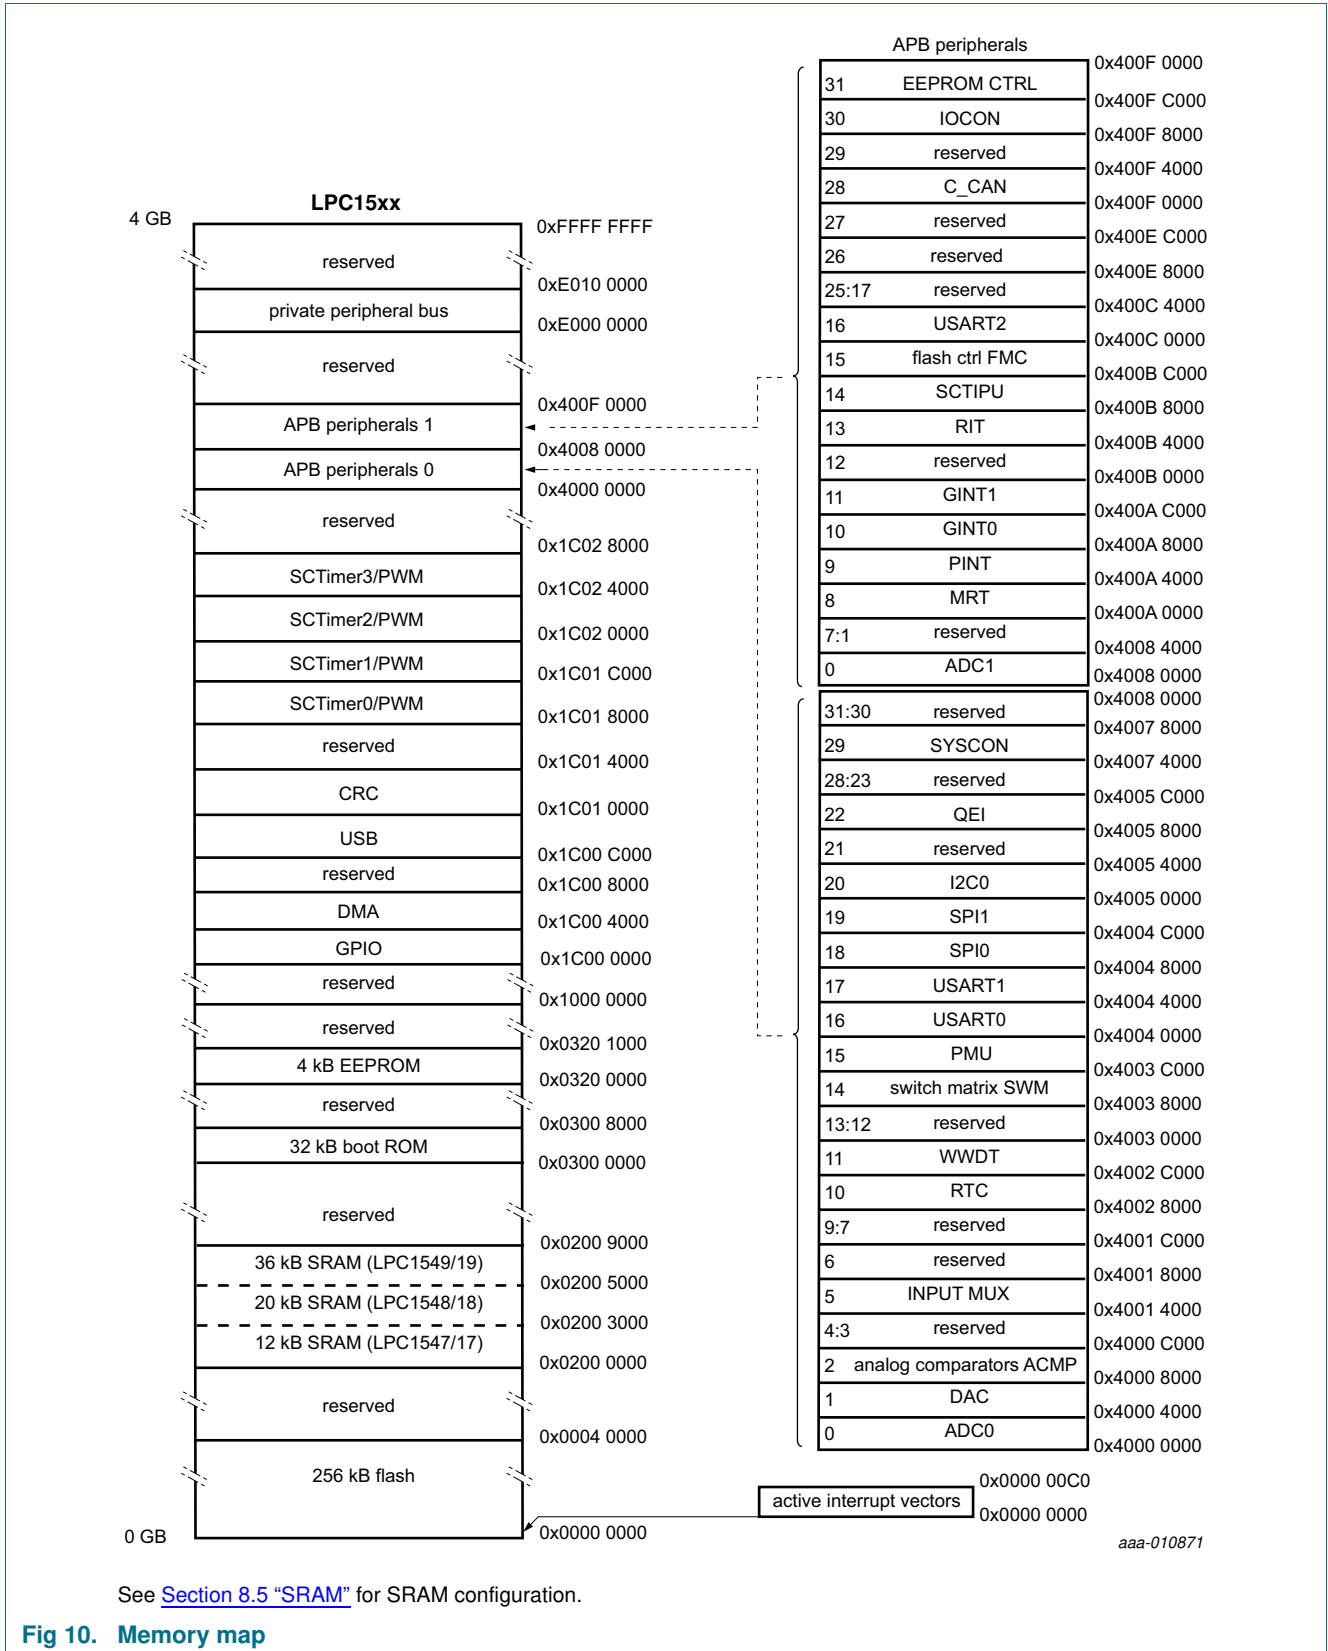 LPC15xx
4 GB
0xFFFF FFFF
reserved
0xE010 0000
private peripheral bus
0xE000 0000
reserved
0x400F 0000
APB peripherals 1
0x4008 0000
APB peripherals 0
0x4000 0000
reserved
0x1C02 8000
SCTimer3/PWM
0x1C02 4000
SCTimer2/PWM
0x1C02 0000
SCTimer1/PWM
0x1C01 C000
SCTimer0/PWM
0x1C01 8000
reserved
0x1C01 4000
CRC
0x1C01 0000
USB
0x1C00 C000
reserved
0x1C00 8000
DMA
0x1C00 4000
GPIO
0x1C00 0000
reserved
0x1000 0000
reserved
0x0320 1000
4 kB EEPROM
0x0320 0000
reserved
0x0300 8000
32 kB boot ROM
0x0300 0000
reserved
0x0200 9000
36 kB SRAM (LPC1549/19)
0x0200 5000
20 kB SRAM (LPC1548/18)
0x0200 3000
12 kB SRAM (LPC1547/17)
0x0200 0000
reserved
0x0004 0000
256 kB flash
0 GB
0x0000 0000
APB peripherals
0x400F 0000
31 EEPROM CTRL
0x400F C000
30 IOCON
0x400F 8000
29 reserved
0x400F 4000
28 C_CAN
0x400F 0000
27 reserved
0x400E C000
26 reserved
0x400E 8000
25:17 reserved
0x400C 4000
16 USART2
0x400C 0000
15 flash ctrl FMC
0x400B C000
14 SCTIPU
0x400B 8000
13 RIT
0x400B 4000
12 reserved
0x400B 0000
11 GINT1
0x400A C000
10 GINT0
0x400A 8000
9 PINT
0x400A 4000
8 MRT
0x400A 0000
7:1 reserved
0x4008 4000
0 ADC1
0x4008 0000
0x4008 0000
31:30 reserved
0x4007 8000
29 SYSCON
0x4007 4000
28:23 reserved
0x4005 C000
22 QEI
0x4005 8000
21 reserved
0x4005 4000
20 I2C0
0x4005 0000
19 SPI1
0x4004 C000
18 SPI0
0x4004 8000
17 USART1
0x4004 4000
16 USART0
0x4004 0000
15 PMU
0x4003 C000
14 switch matrix SWM
0x4003 8000
13:12 reserved
0x4003 0000
11 WWDT
0x4002 C000
10 RTC
0x4002 8000
9:7 reserved
0x4001 C000
6 reserved
0x4001 8000
5 INPUT MUX
0x4001 4000
4:3 reserved
0x4000 C000
2 analog comparators ACMP
0x4000 8000
1 DAC
0x4000 4000
0 ADC0
0x4000 0000
0x0000 00C0
active interrupt vectors
0x0000 0000
aaa-010871
See Section 8.5 “SRAM” for SRAM configuration.
Fig 10. Memory map